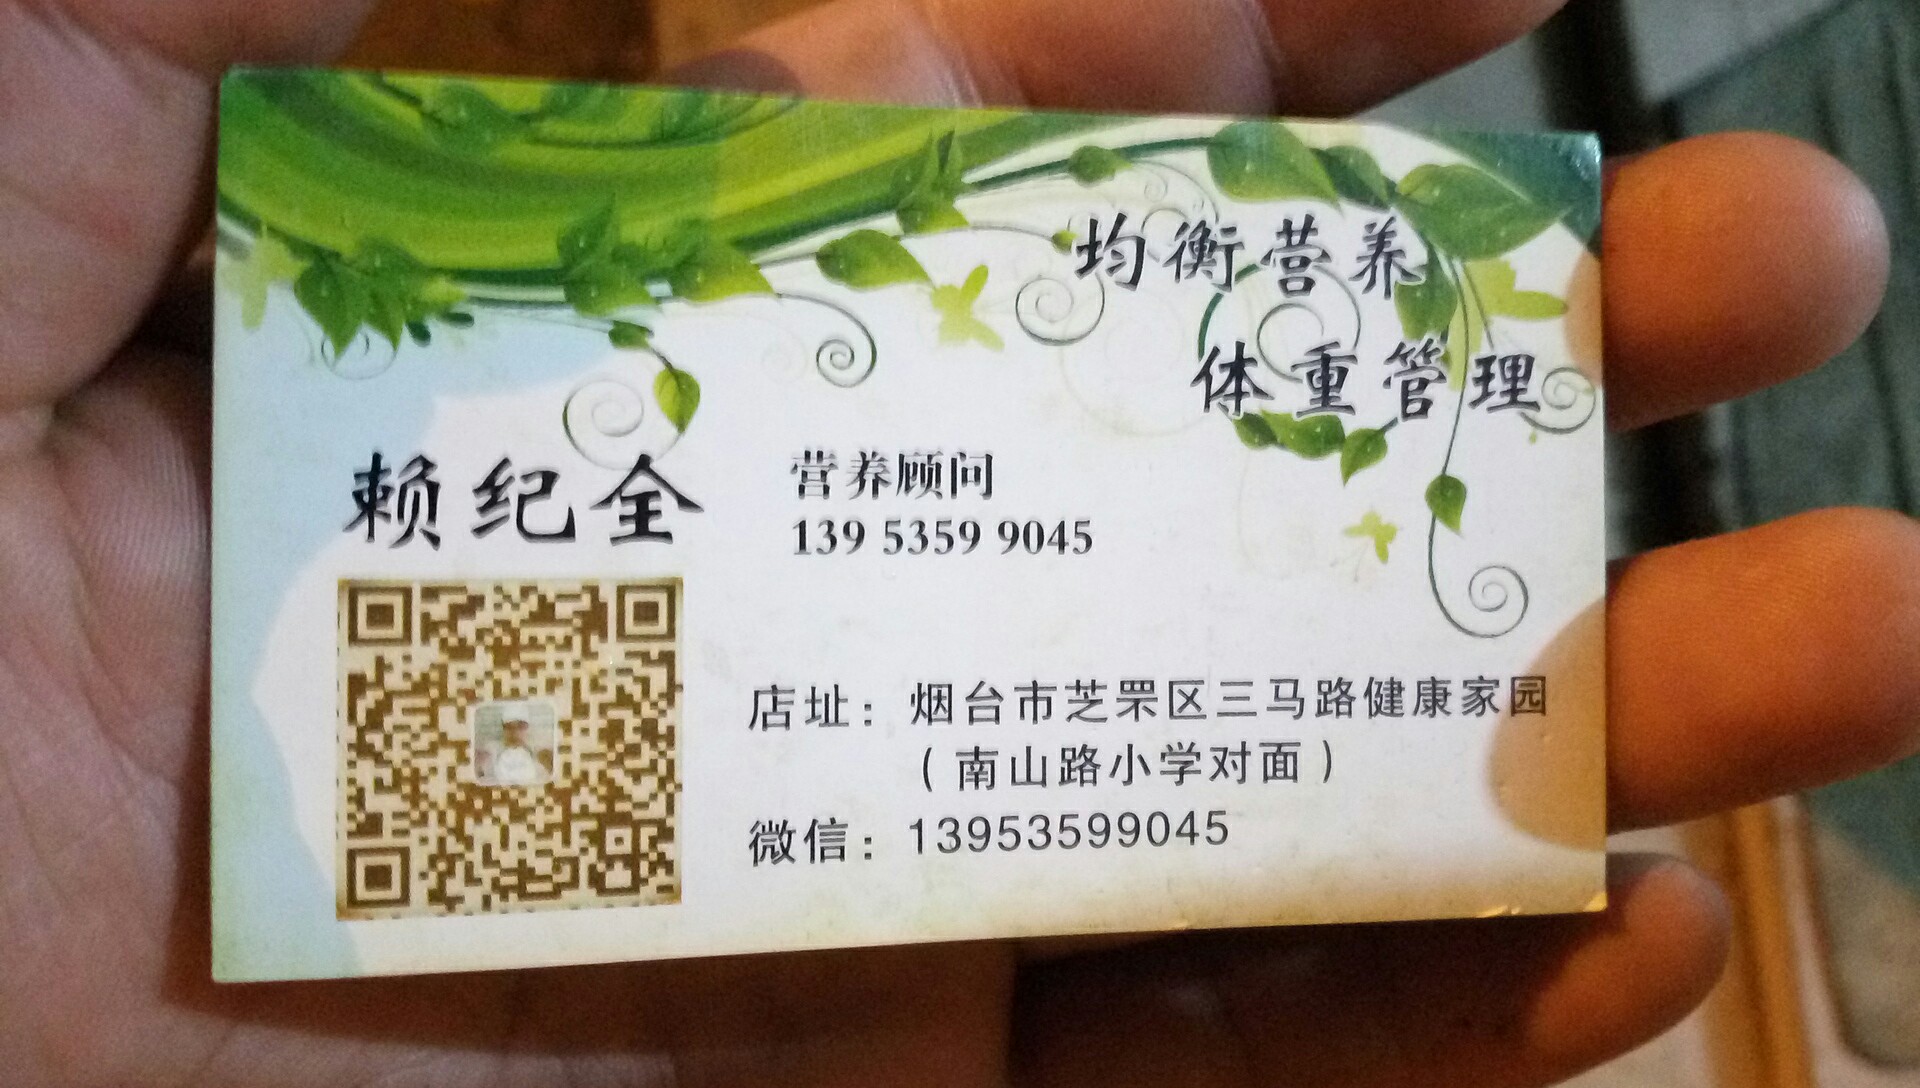 均衡营养
体重管理
赖纪全
营养顾问
139 5359 9045
店址：烟台市芝罘区三马路健康家园
（南山路小学对面）
微信：13953599045